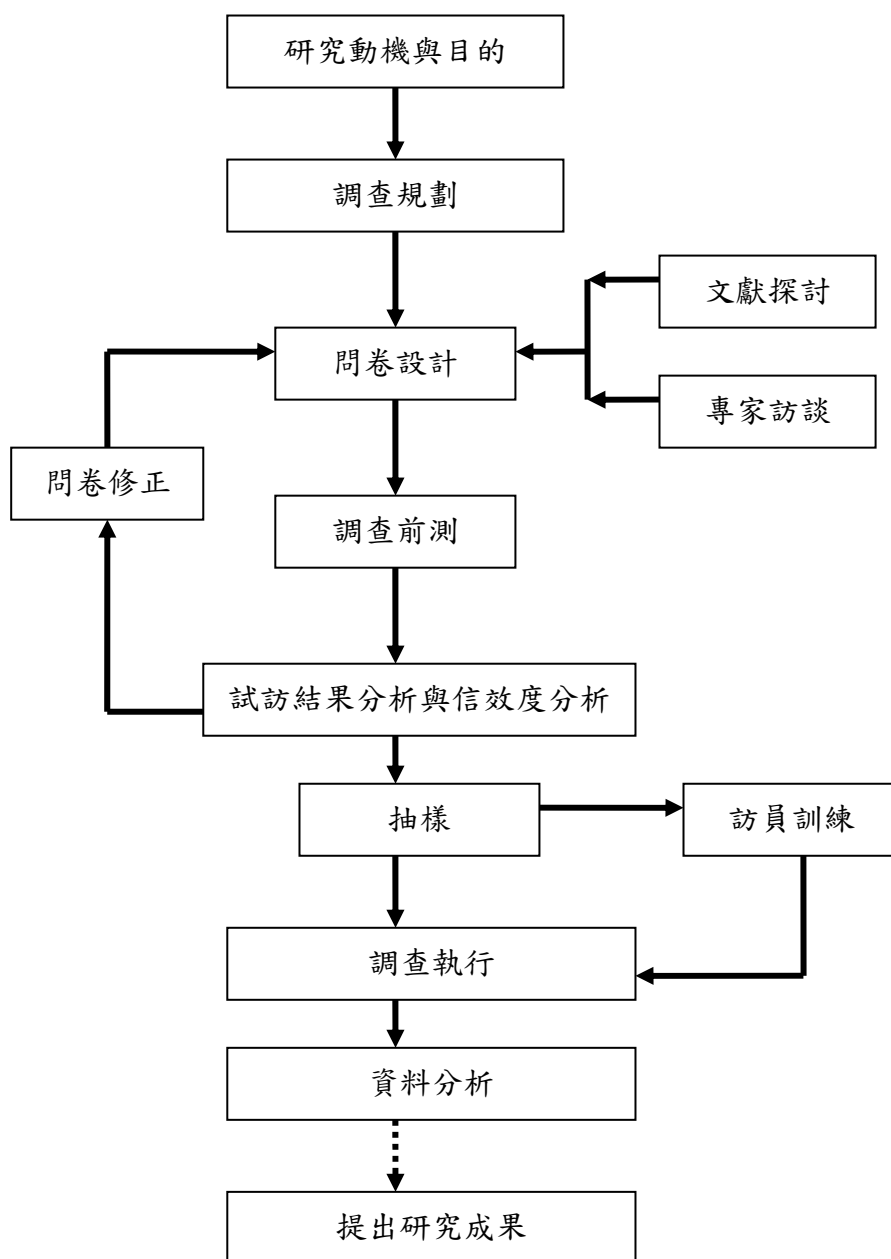 研究動機與目的
調查規劃
文獻探討
問卷設計
專家訪談
問卷修正
調查前測
試訪結果分析與信效度分析
抽樣
訪員訓練
調查執行
資料分析
提出研究成果